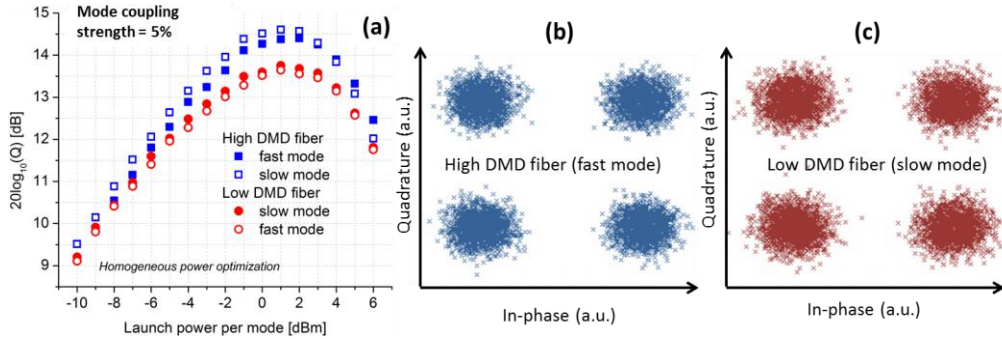 Mode coupling
strength = 5%
(a)
15
14
13
12
11
10
9
20log10(Q) [dB]
High DMD fiber
fast mode
slow mode
Low DMD fiber
slow mode
fast mode
Homogeneous power optimization
-10 -8 -6 -4 -2 0 2 4 6
Launch power per mode [dBm]
(b)
Quadrature (a.u.)
High DMD fiber (fast mode)
In-phase (a.u.)
(c)
Quadrature (a.u.)
Low DMD fiber (slow mode)
In-phase (a.u.)